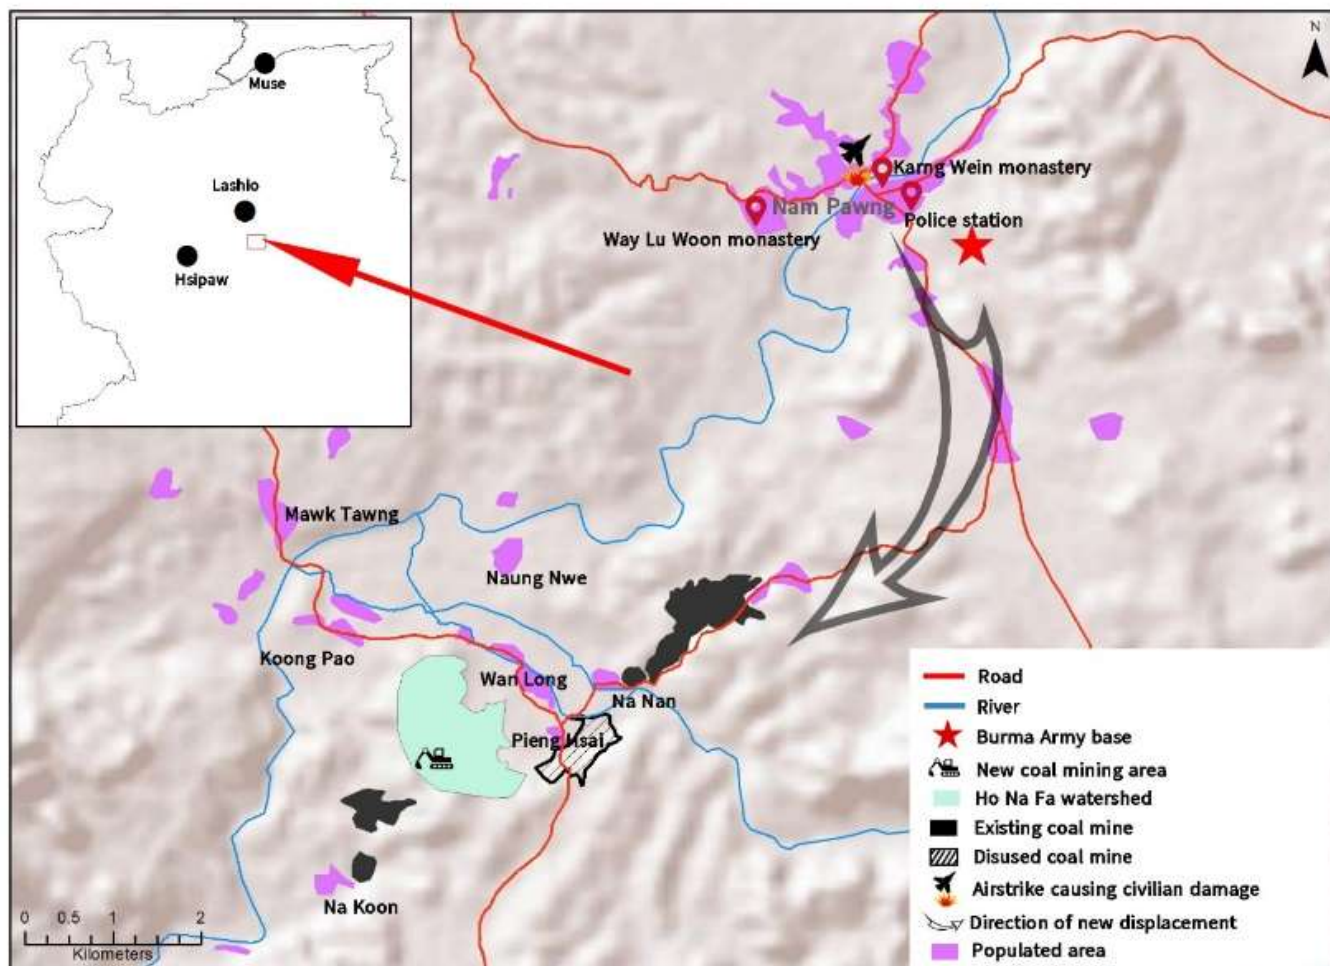 Muse
Lashio
Hsipaw
N
Karng Wein monastery
Nam Pawng
Police station
Way Lu Woon monastery
Mawk Tawng
Naung Nwe
Koong Pao
Wan Long
Na Nan
Pieng Hsai
Na Koon
0 0.5 1 2
Kilometers
Road
River
Burma Army base
New coal mining area
Ho Na Fa watershed
Existing coal mine
Disused coal mine
Airstrike causing civilian damage
Direction of new displacement
Populated area